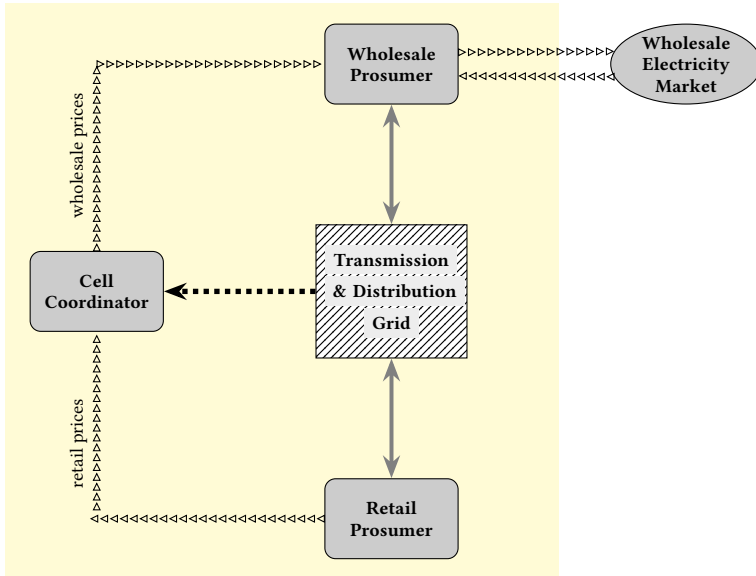 Wholesale
Prosumer
Wholesale
Electricity
Market
wholesale prices
Transmission
& Distribution
Grid
Cell
Coordinator
retail prices
Retail
Prosumer